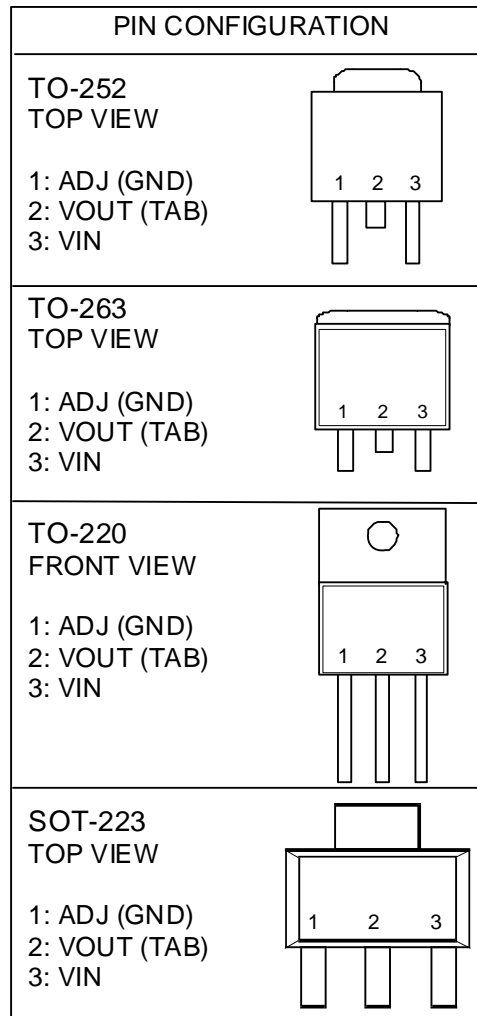 PIN CONFIGURATION
TO-252
TOP VIEW
1: ADJ (GND)
2: VOUT (TAB)
3: VIN
1 2 3
TO-263
TOP VIEW
1: ADJ (GND)
2: VOUT (TAB)
3: VIN
1 2 3
TO-220
FRONT VIEW
1: ADJ (GND)
2: VOUT (TAB)
3: VIN
1 2 3
SOT-223
TOP VIEW
1: ADJ (GND)
2: VOUT (TAB)
3: VIN
1 2 3